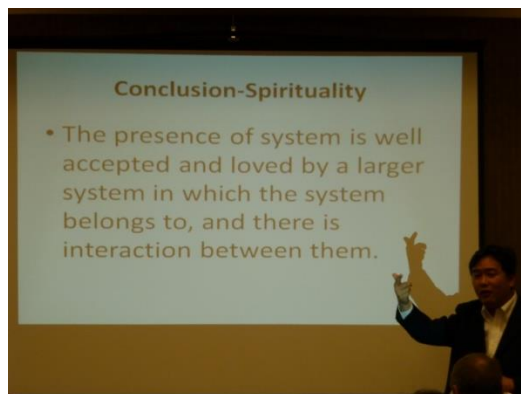 Conclusion-Spirituality
• The presence of system is well
accepted and loved by a larger
system in which the system
belongs to, and there is
interaction between them.